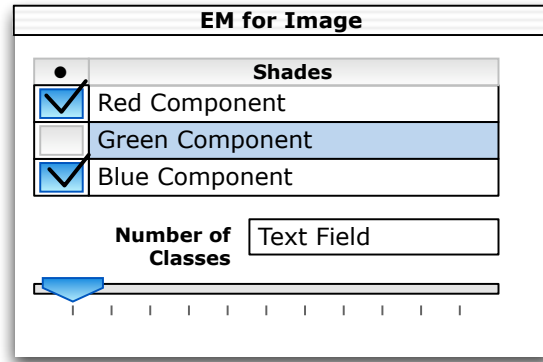 EM for Image
● Shades
Red Component
Green Component
Blue Component
Number of Text Field
Classes